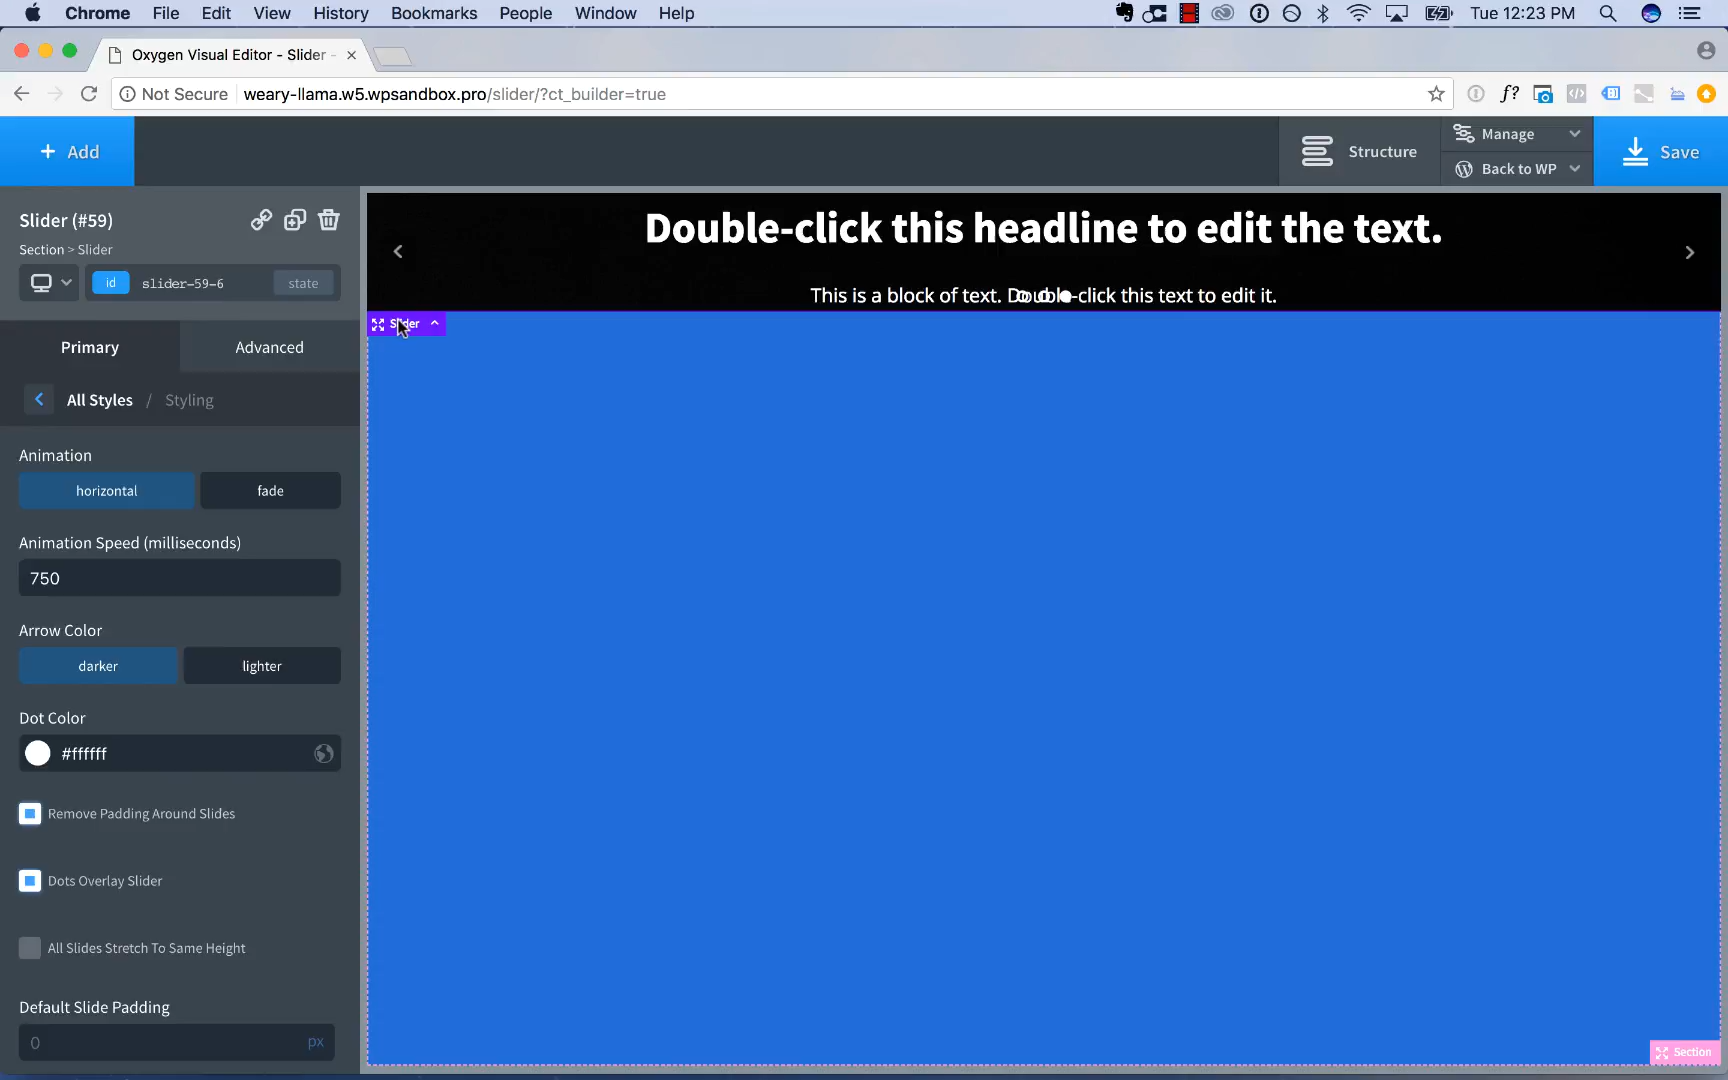 Chrome File Edit View History Bookmarks People Window Help Tue 12:23 PM
Oxygen Visual Editor - Slider -
Not Secure weary-llama.w5.wpsandbox.pro/slider/?ct_builder=true
+ Add
Structure
Manage
Back to WP
Save
Slider (#59)
Section > Slider
id slider-59-6 state
Primary Advanced
All Styles / Styling
Animation
horizontal fade
Animation Speed (milliseconds)
750
Arrow Color
darker lighter
Dot Color
#ffffff
Remove Padding Around Slides
Dots Overlay Slider
All Slides Stretch To Same Height
Default Slide Padding
0 px
Double-click this headline to edit the text.
This is a block of text. Double-click this text to edit it.
Slider
Section